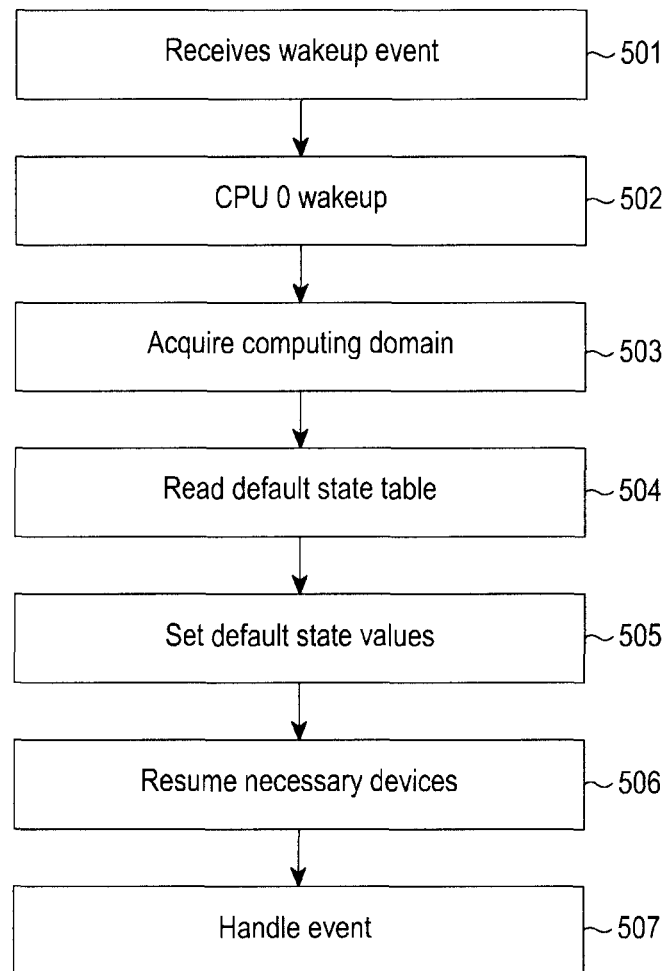 Receives wakeup event 501
CPU 0 wakeup 502
Acquire computing domain 503
Read default state table 504
Set default state values 505
Resume necessary devices 506
Handle event 507